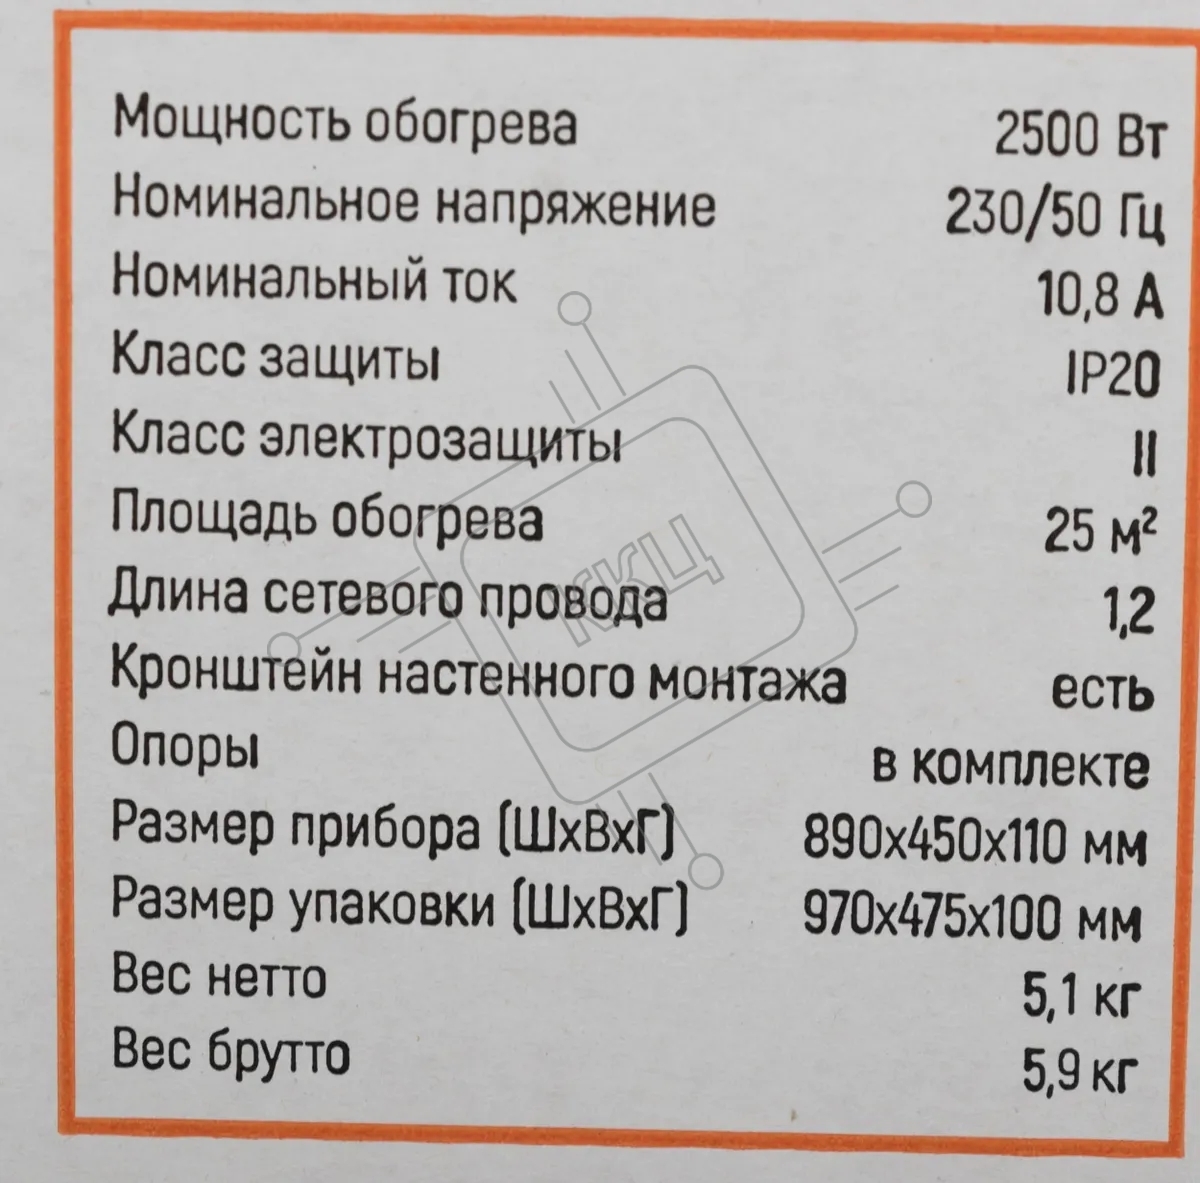 Мощность обогрева 2500 Вт
Номинальное напряжение 230/50 Гц
Номинальный ток 10,8 А
Класс защиты IP20
Класс электрозащиты II
Площадь обогрева 25 м²
Длина сетевого провода 1,2
Кронштейн настенного монтажа есть
Опоры в комплекте
Размер прибора (ШхВхГ) 890х450х110 мм
Размер упаковки (ШхВхГ) 970х475х100 мм
Вес нетто 5,1 кг
Вес брутто 5,9 кг
ККЦ